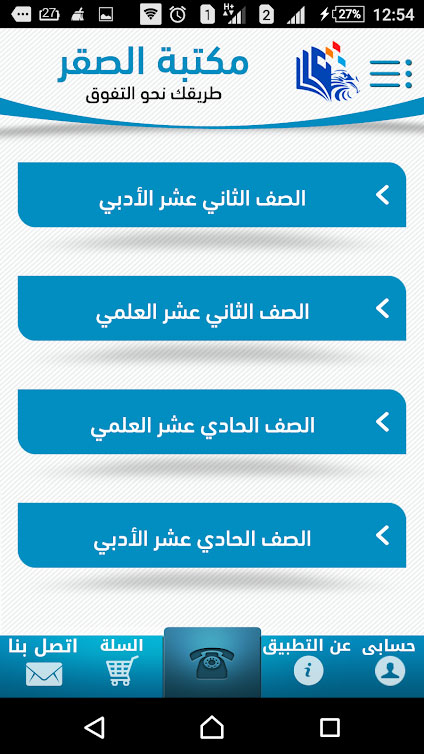 (27) 1 H+ 2 27% 12:54
مكتبة الصقر
طريقك نحو التفوق
الصف الثاني عشر الأدبي
الصف الثاني عشر العلمي
الصف الحادي عشر العلمي
الصف الحادي عشر الأدبي
حسابى عن التطبيق السلة اتصل بنا